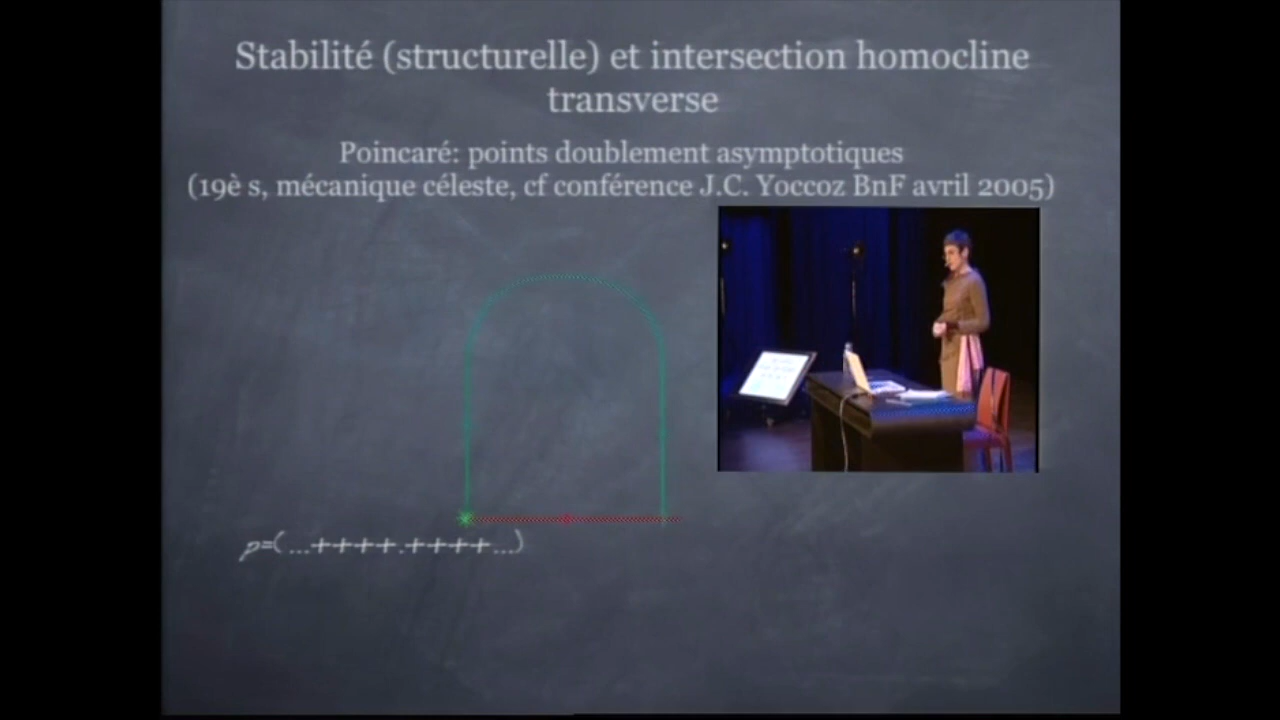 Stabilité (structurelle) et intersection homocline
transverse
Poincaré: points doublement asymptotiques
(19è s, mécanique céleste, cf conférence J.C. Yoccoz BnF avril 2005)
p=(...++++.++++...)